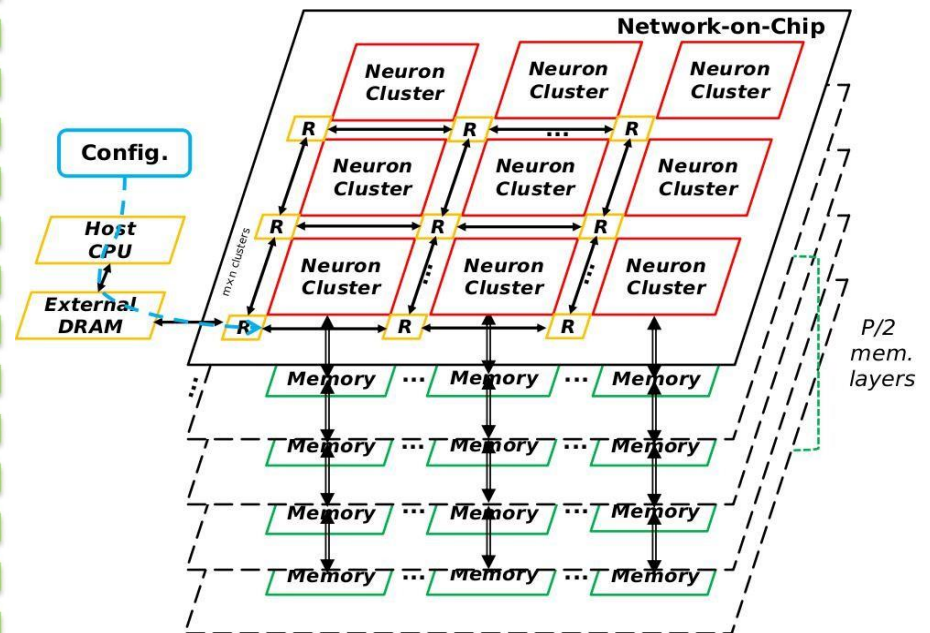 Network-on-Chip
Neuron
Cluster
Neuron
Cluster
Neuron
Cluster
R
R
...
R
Config.
Neuron
Cluster
Neuron
Cluster
Neuron
Cluster
Host
CPU
R
R
R
m×n clusters
Neuron
Cluster
...
Neuron
Cluster
...
Neuron
Cluster
External
DRAM
R
R
R
P/2
mem.
layers
...
Memory ... Memory ... Memory
Memory ... Memory ... Memory
Memory ... Memory ... Memory
Memory ... Memory ... Memory